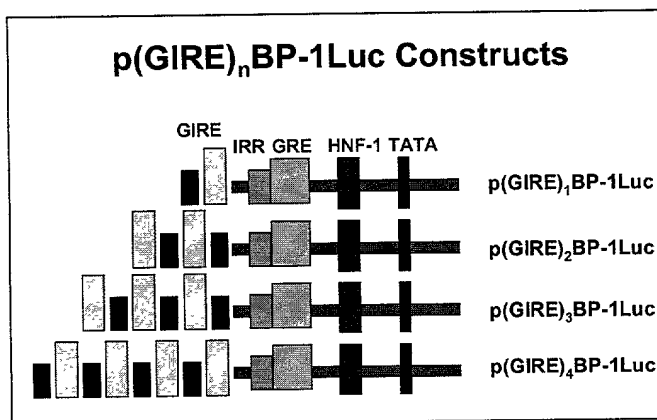 p(GIRE)ₙBP-1Luc Constructs
GIRE
IRR GRE HNF-1 TATA
p(GIRE)₁BP-1Luc
p(GIRE)₂BP-1Luc
p(GIRE)₃BP-1Luc
p(GIRE)₄BP-1Luc